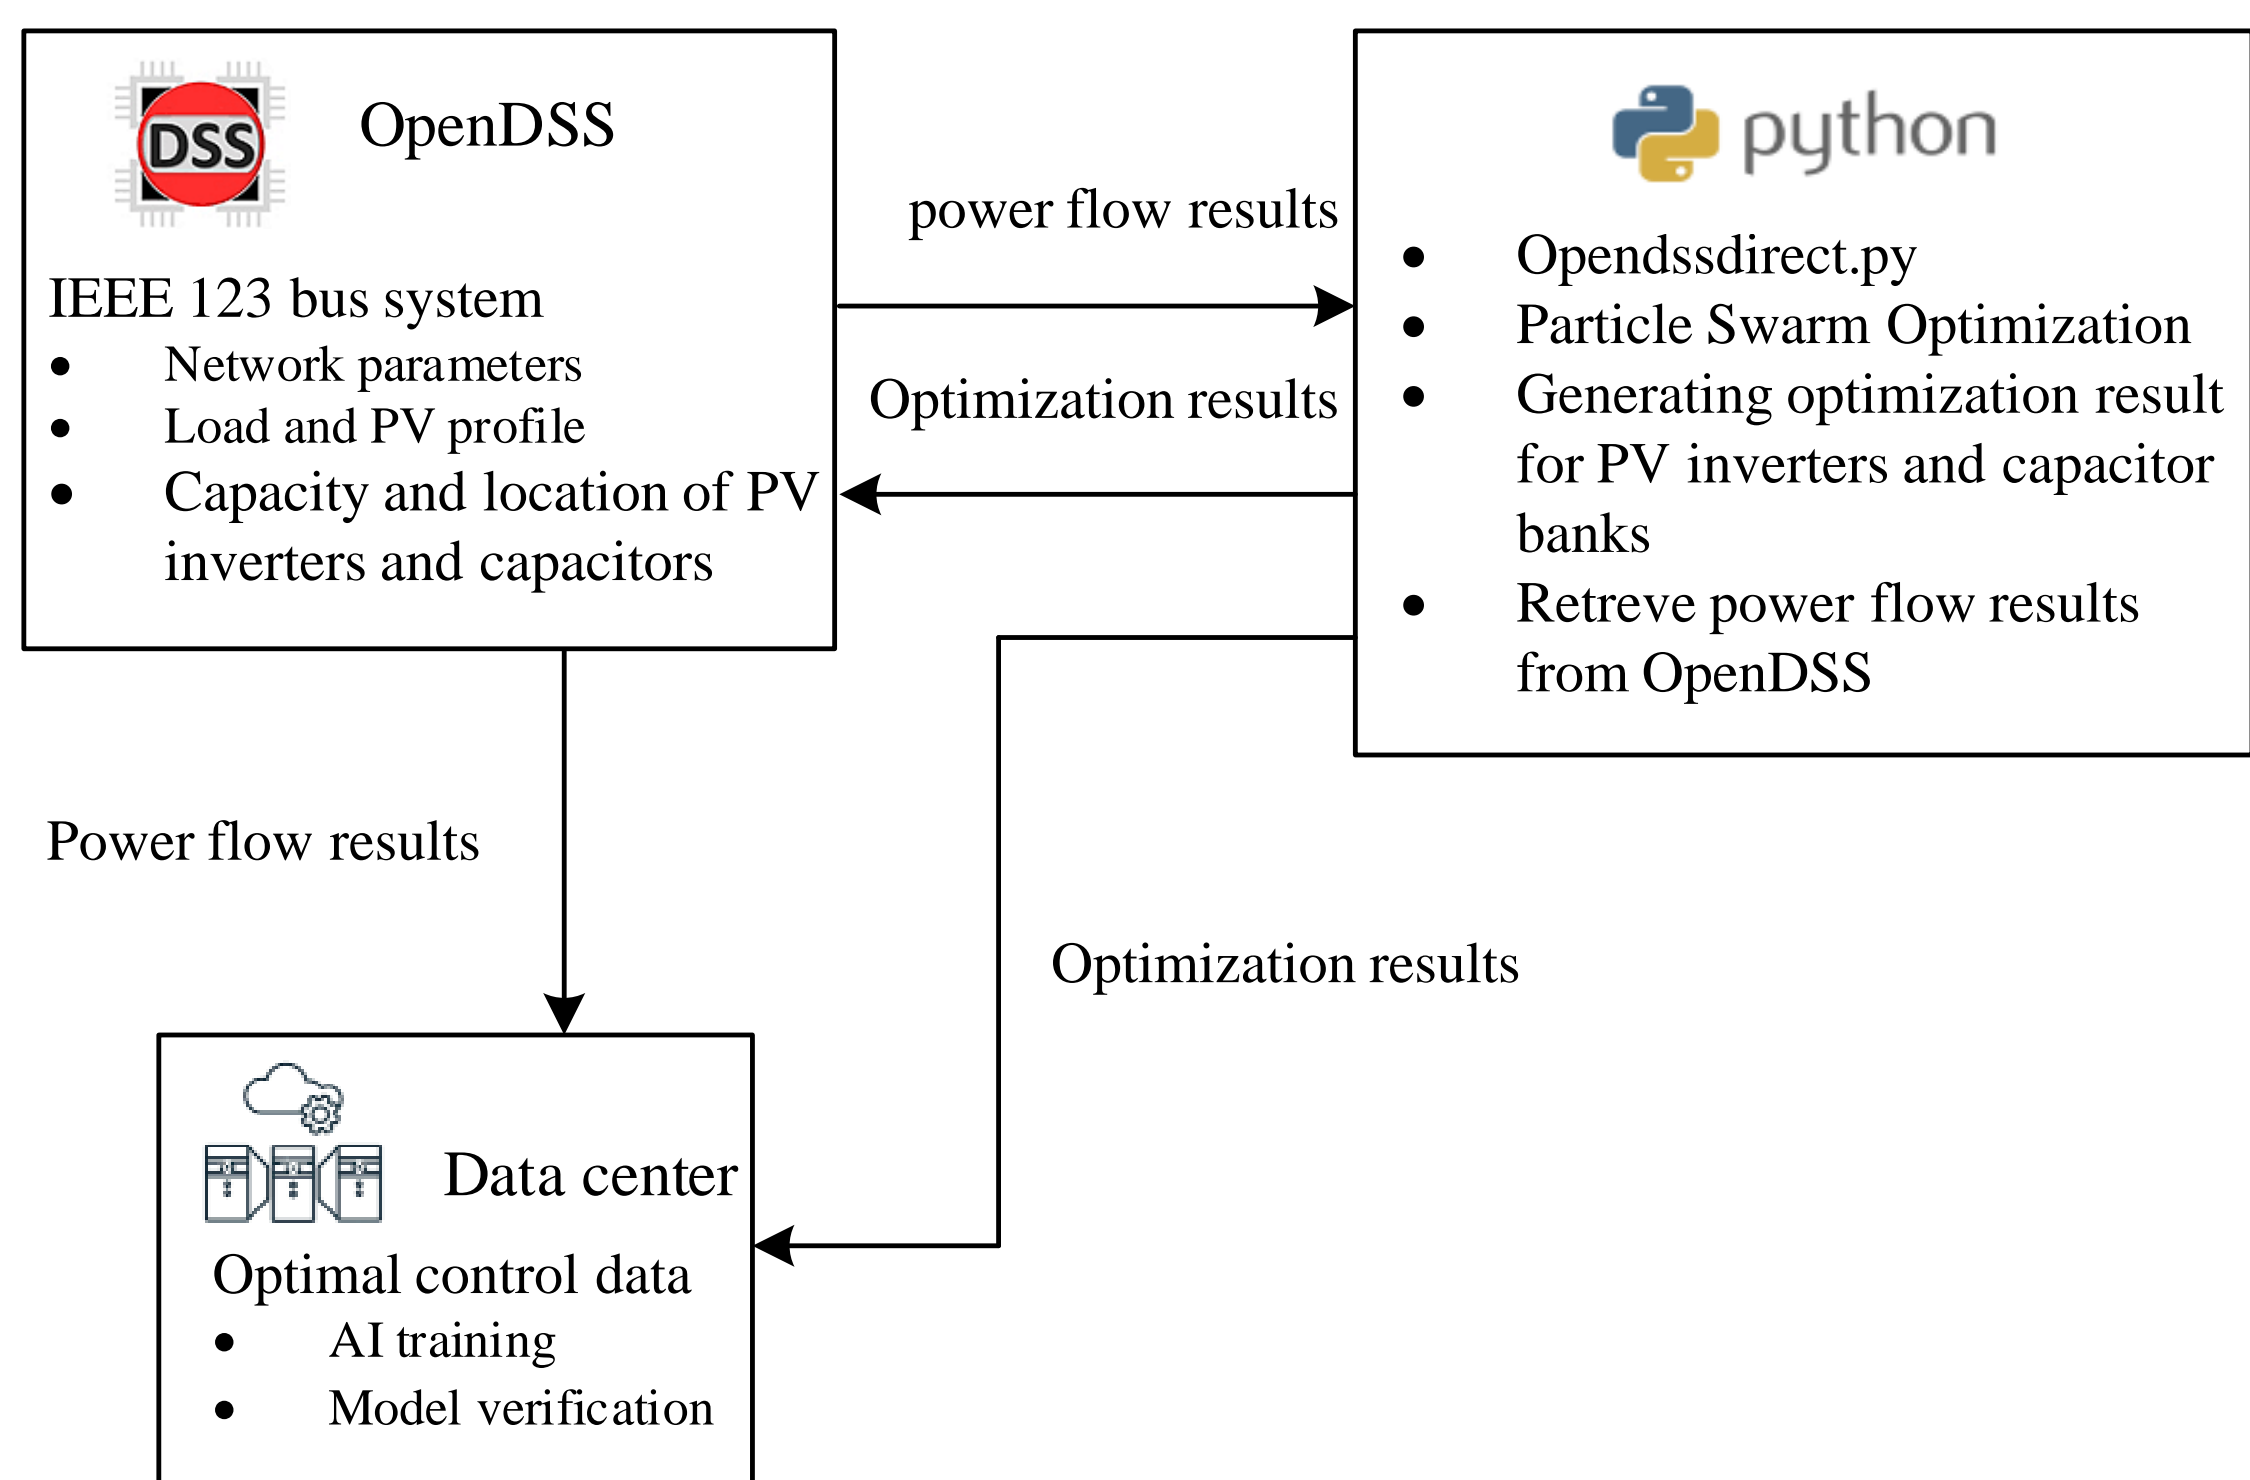 DSS
OpenDSS
IEEE 123 bus system
● Network parameters
● Load and PV profile
● Capacity and location of PV
inverters and capacitors
power flow results
Optimization results
python
● Opendssdirect.py
● Particle Swarm Optimization
● Generating optimization result
for PV inverters and capacitor
banks
● Retreve power flow results
from OpenDSS
Power flow results
Optimization results
Data center
Optimal control data
● AI training
● Model verification